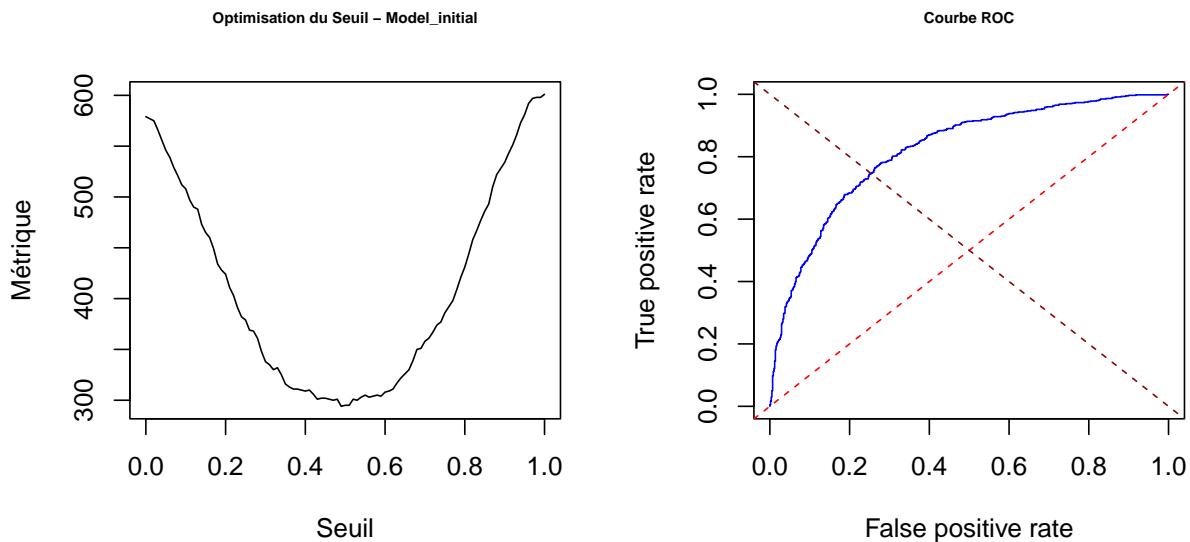 Optimisation du Seuil – Model_initial
Métrique
600
500
400
300
0.0 0.2 0.4 0.6 0.8 1.0
Seuil
Courbe ROC
True positive rate
1.0
0.8
0.6
0.4
0.2
0.0
0.0 0.2 0.4 0.6 0.8 1.0
False positive rate